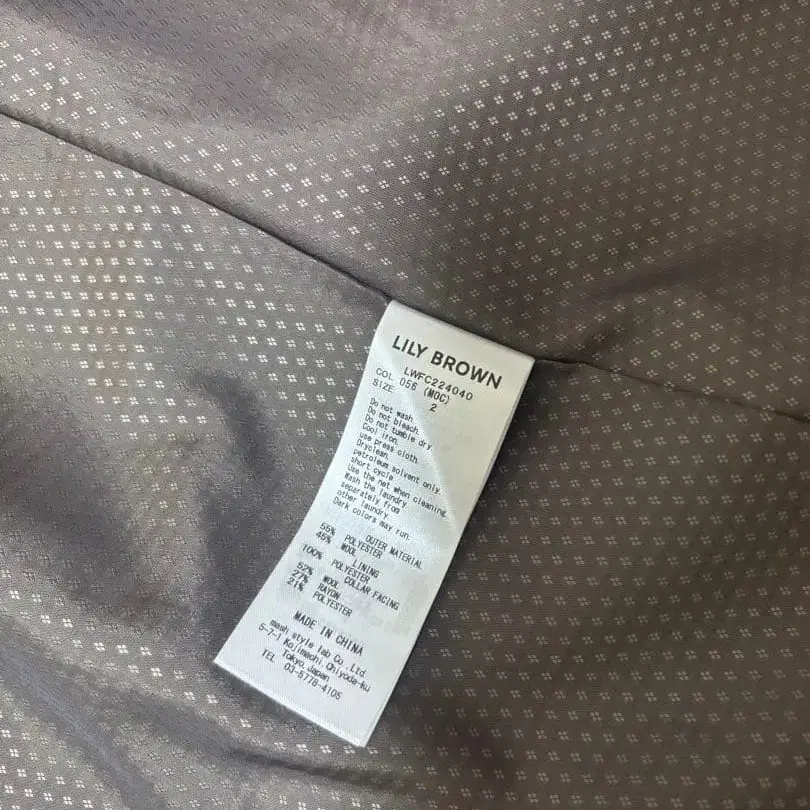 LILY BROWN
LWFC224040
COL 056 (MOC)
SIZE 2
Do not wash.
Do not bleach.
Do not tumble dry.
Cool iron.
use press cloth.
Dryclean.
petroleum solvent only.
short cycle
Use the net when cleaning.
Wash the laundry
separately from
other laundry.
Dark colors may run.
OUTER MATERIAL
55% POLYESTER
45% WOOL
LINING
100% POLYESTER
COLLAR FACING
52% WOOL
27% RAYON
21% POLYESTER
MADE IN CHINA
mash style lab Co.,Ltd.
5-7-1 Kojimachi Chiyoda-ku
Tokyo,Japan
TEL 03-5778-4105